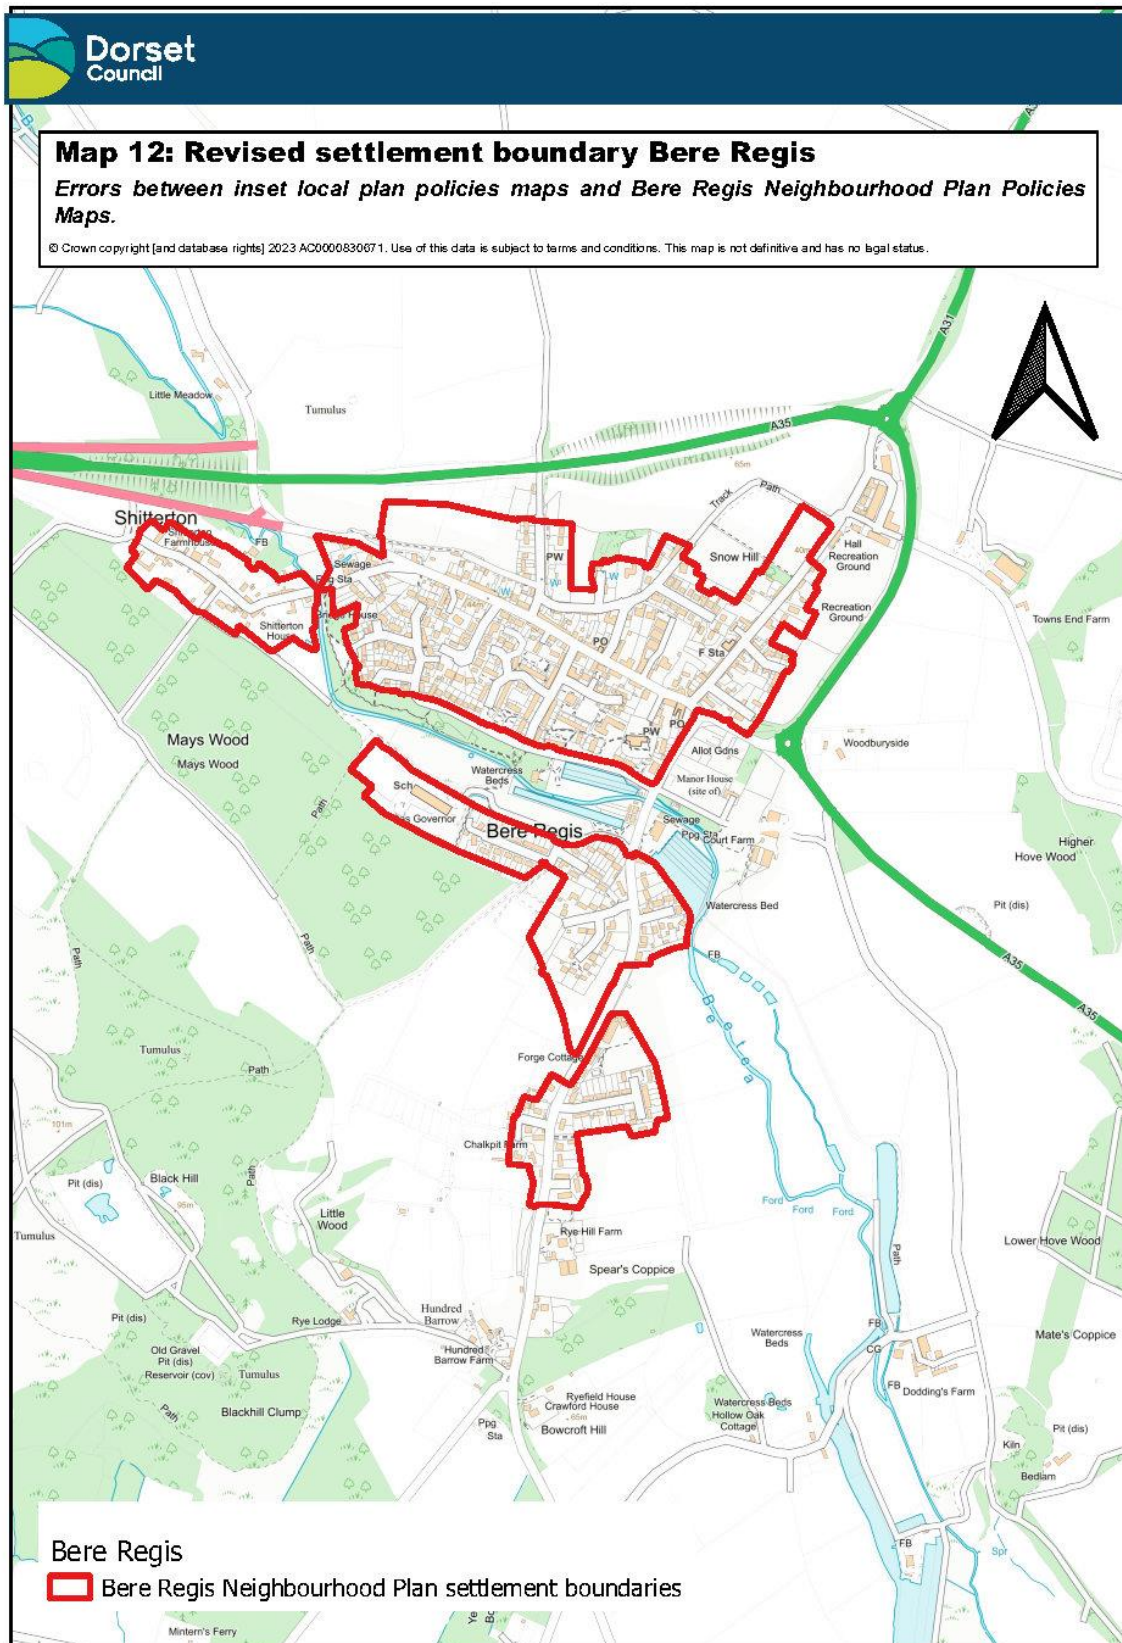 Dorset
Council
Map 12: Revised settlement boundary Bere Regis
Errors between inset local plan policies maps and Bere Regis Neighbourhood Plan Policies
Maps.
© Crown copyright [and database rights] 2023 AC0000830671. Use of this data is subject to terms and conditions. This map is not definitive and has no legal status.
A31
Little Meadow
Tumulus
A35
65m
Track
Path
Shitterton
Farmhouse
FB
Sewage
Ppg Sta
PW
W
W
W
Snow Hill
Hall
Recreation
Ground
Recreation
Ground
Towns End Farm
44m
House
Shitterton
House
PO
F Sta
Mays Wood
Mays Wood
PO
PW
Allot Gdns
Woodburyside
Watercress
Beds
Manor House
(site of)
Sch
Gas Governor
Path
Bere Regis
Sewage
Ppg Sta
Court Farm
Higher
Hove Wood
Watercress Bed
Pit (dis)
Path
Path
FB
A35
A35
Tumulus
Path
Forge Cottage
101m
Chalkpit Farm
Pit (dis)
Black Hill
95m
Path
Little
Wood
Ford
Ford
Ford
Tumulus
Rye Hill Farm
Spear's Coppice
Path
Lower Hove Wood
Pit (dis)
Rye Lodge
Hundred
Barrow
Hundred
Barrow Farm
Watercress
Beds
FB
CG
Mate's Coppice
Old Gravel
Pit (dis)
Reservoir (cov)
Tumulus
FB
Dodding's Farm
Path
Blackhill Clump
Ryefield House
Crawford House
65m
Bowcroft Hill
Ppg
Sta
Watercress Beds
Hollow Oak
Cottage
Pit (dis)
Kiln
Bedlam
FB
Spr
Bere Regis
Bere Regis Neighbourhood Plan settlement boundaries
Mintern's Ferry